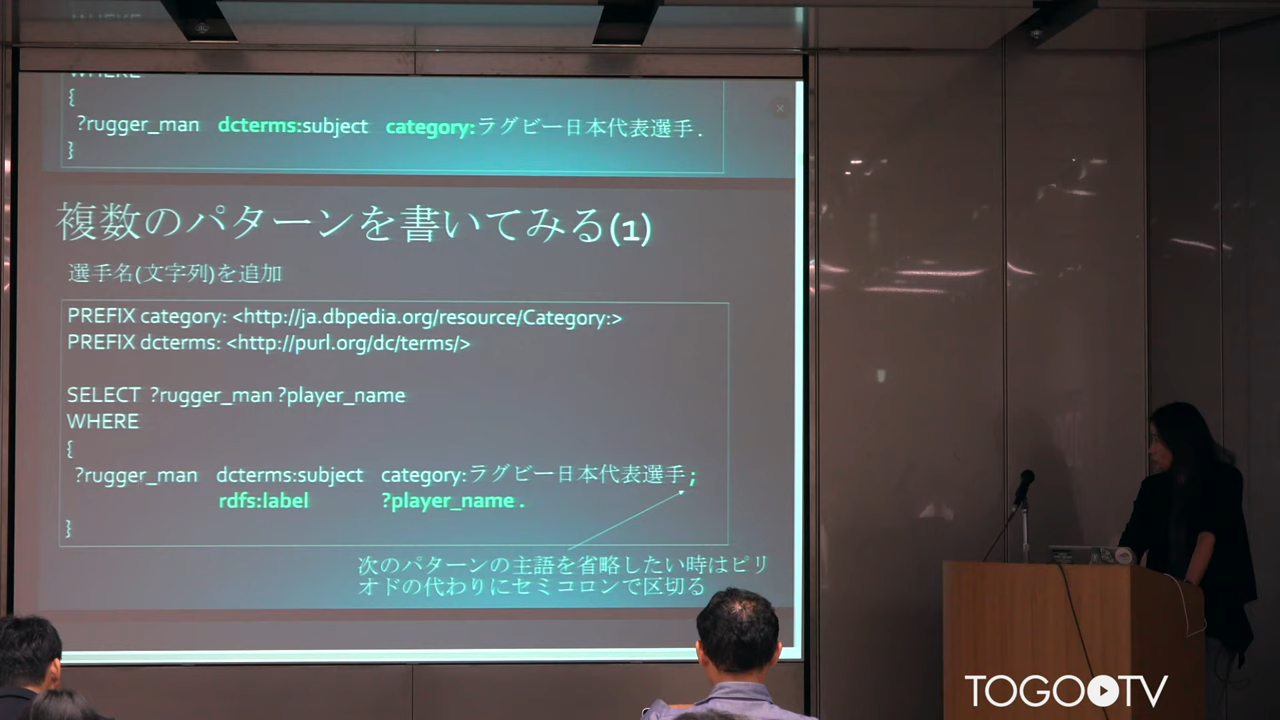 WHERE
{
?rugger_man dcterms:subject category:ラグビー日本代表選手 .
}
複数のパターンを書いてみる(1)
選手名(文字列)を追加
PREFIX category: <http://ja.dbpedia.org/resource/Category:>
PREFIX dcterms: <http://purl.org/dc/terms/>
SELECT ?rugger_man ?player_name
WHERE
{
?rugger_man dcterms:subject category:ラグビー日本代表選手 ;
rdfs:label ?player_name .
}
次のパターンの主語を省略したい時はピリ
オドの代わりにセミコロンで区切る
TOGO TV